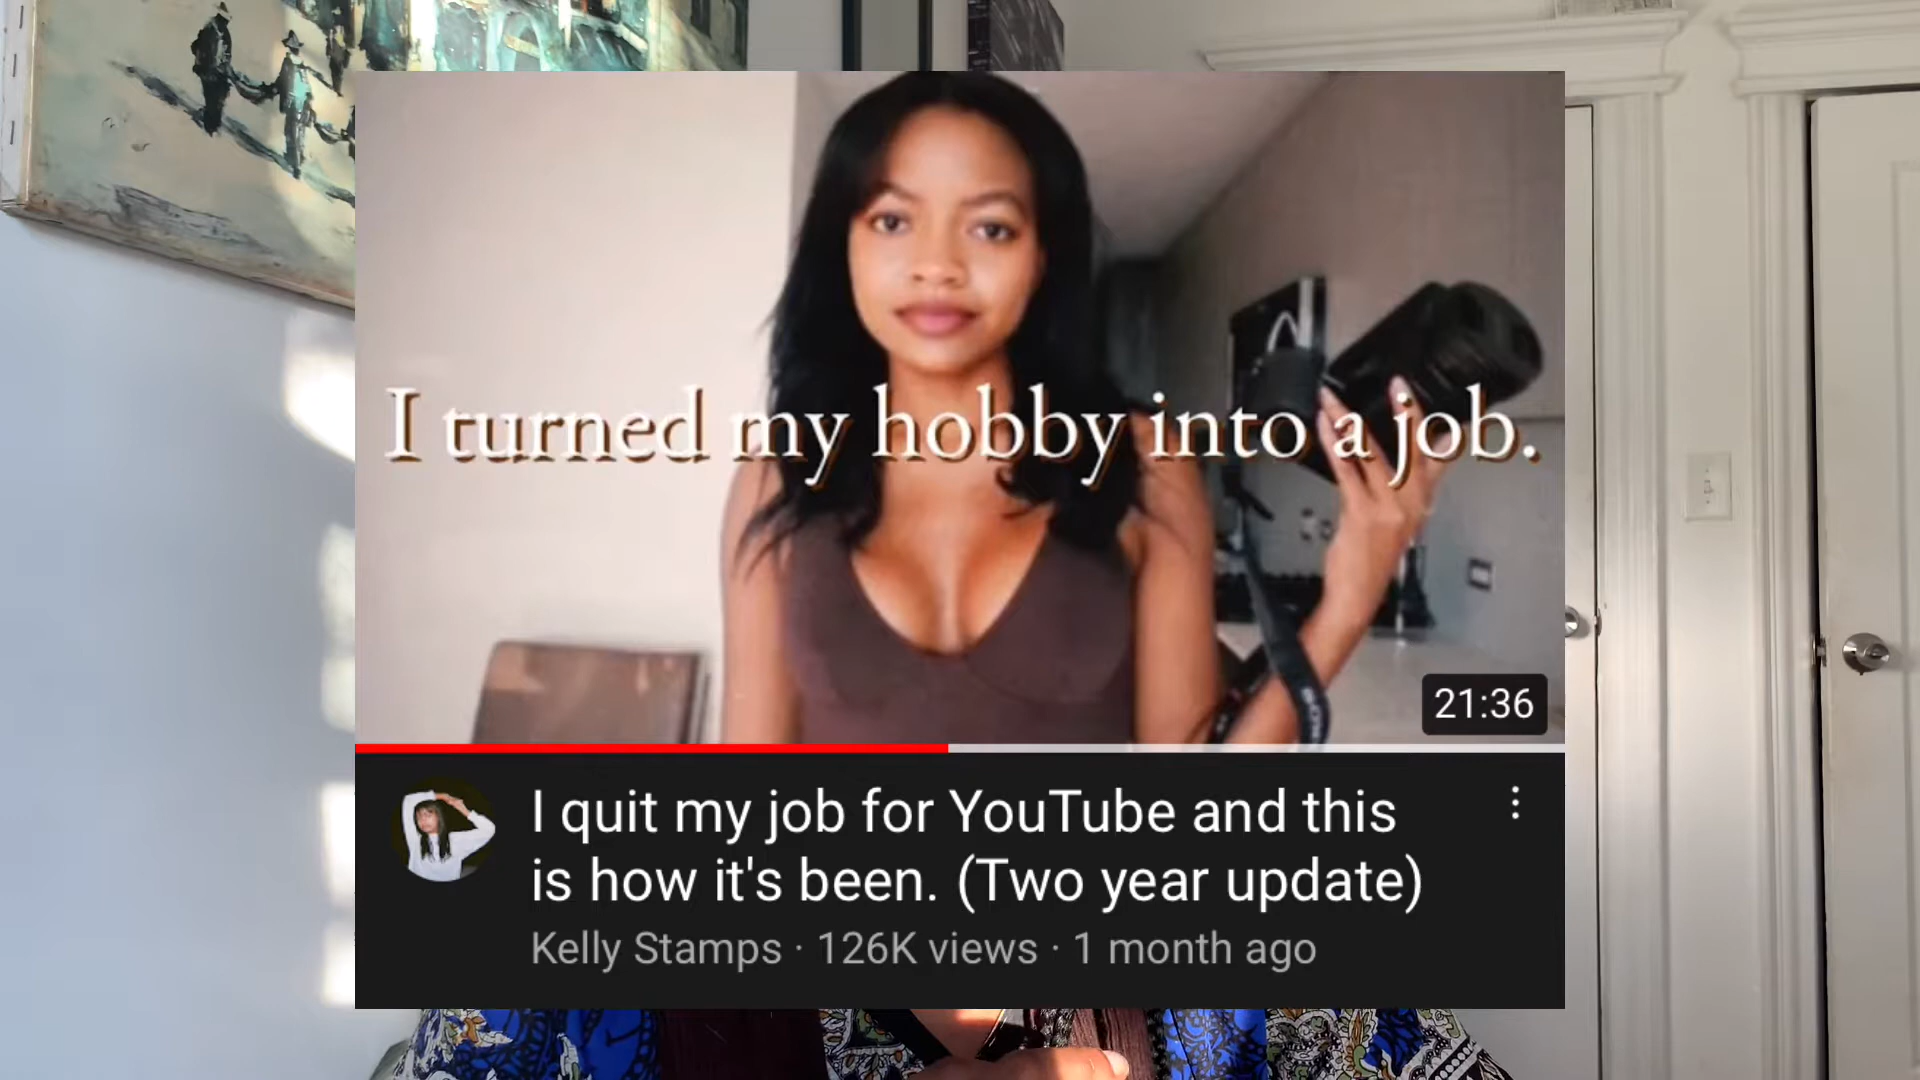 I turned my hobby into a job.
21:36
I quit my job for YouTube and this
is how it's been. (Two year update)
Kelly Stamps · 126K views · 1 month ago